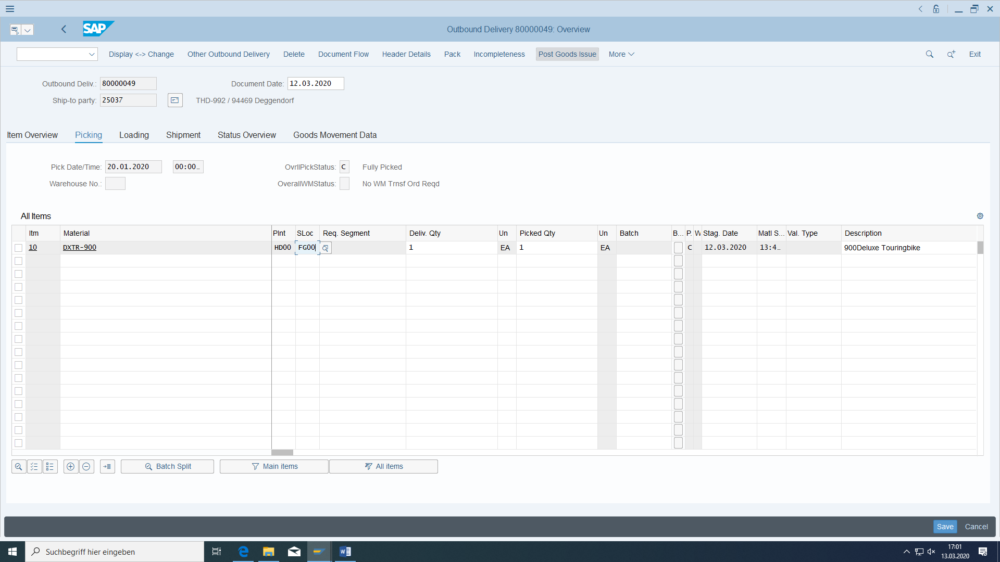 SAP
Outbound Delivery 80000049: Overview
Display <-> Change Other Outbound Delivery Delete Document Flow Header Details Pack Incompleteness Post Goods Issue More Exit
Outbound Deliv.: 80000049 Document Date: 12.03.2020
Ship-to party: 25037 THD-992 / 94469 Deggendorf
Item Overview Picking Loading Shipment Status Overview Goods Movement Data
Pick Date/Time: 20.01.2020 00:00... OvrllPickStatus: C Fully Picked
Warehouse No.: OverallWMStatus: No WM Trnsf Ord Reqd
All Items
Itm Material Plnt SLoc Req. Segment Deliv. Qty Un Picked Qty Un Batch B... P. W Stag. Date Matl S... Val. Type Description
10 DXTR-900 HD00 FG00 1 EA 1 EA C 12.03.2020 13:4... 900Deluxe Touringbike
Batch Split Main items All items
Save Cancel
Suchbegriff hier eingeben
17:01
13.03.2020